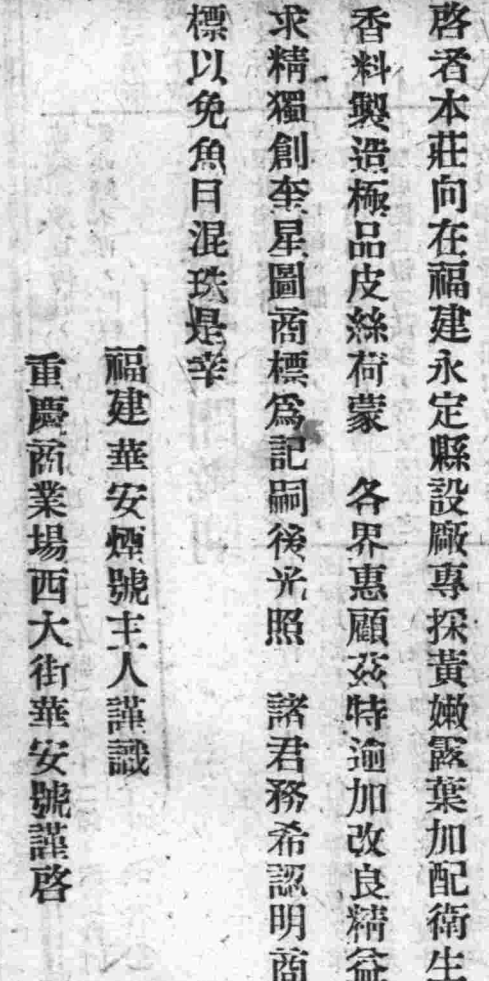 啓者本莊向在福建永定縣設厰專採黃嫩露葉加配衛生
香料製造極品皮絲荷蒙　各界惠顧茲特逾加改良精益
求精獨創奎星圖商標爲記嗣後光照　諸君務希認明商
標以免魚目混珠是幸
福建華安煙號主人謹識
重慶商業場西大街華安號謹啓